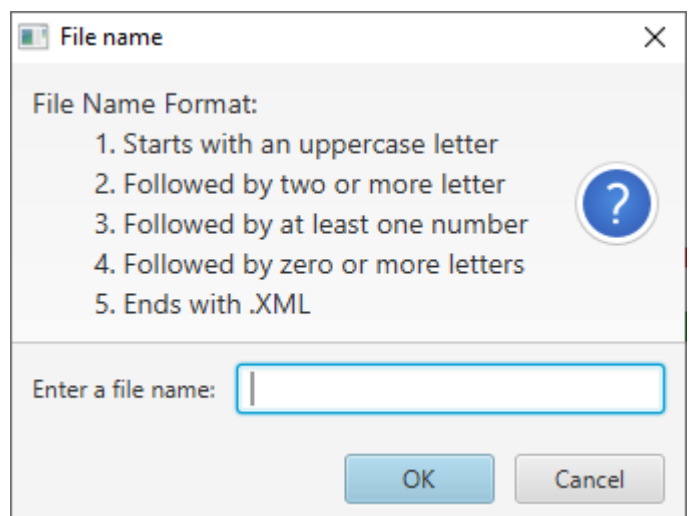 File name
File Name Format:
1. Starts with an uppercase letter
2. Followed by two or more letter
3. Followed by at least one number
4. Followed by zero or more letters
5. Ends with .XML
?
Enter a file name:
OK Cancel